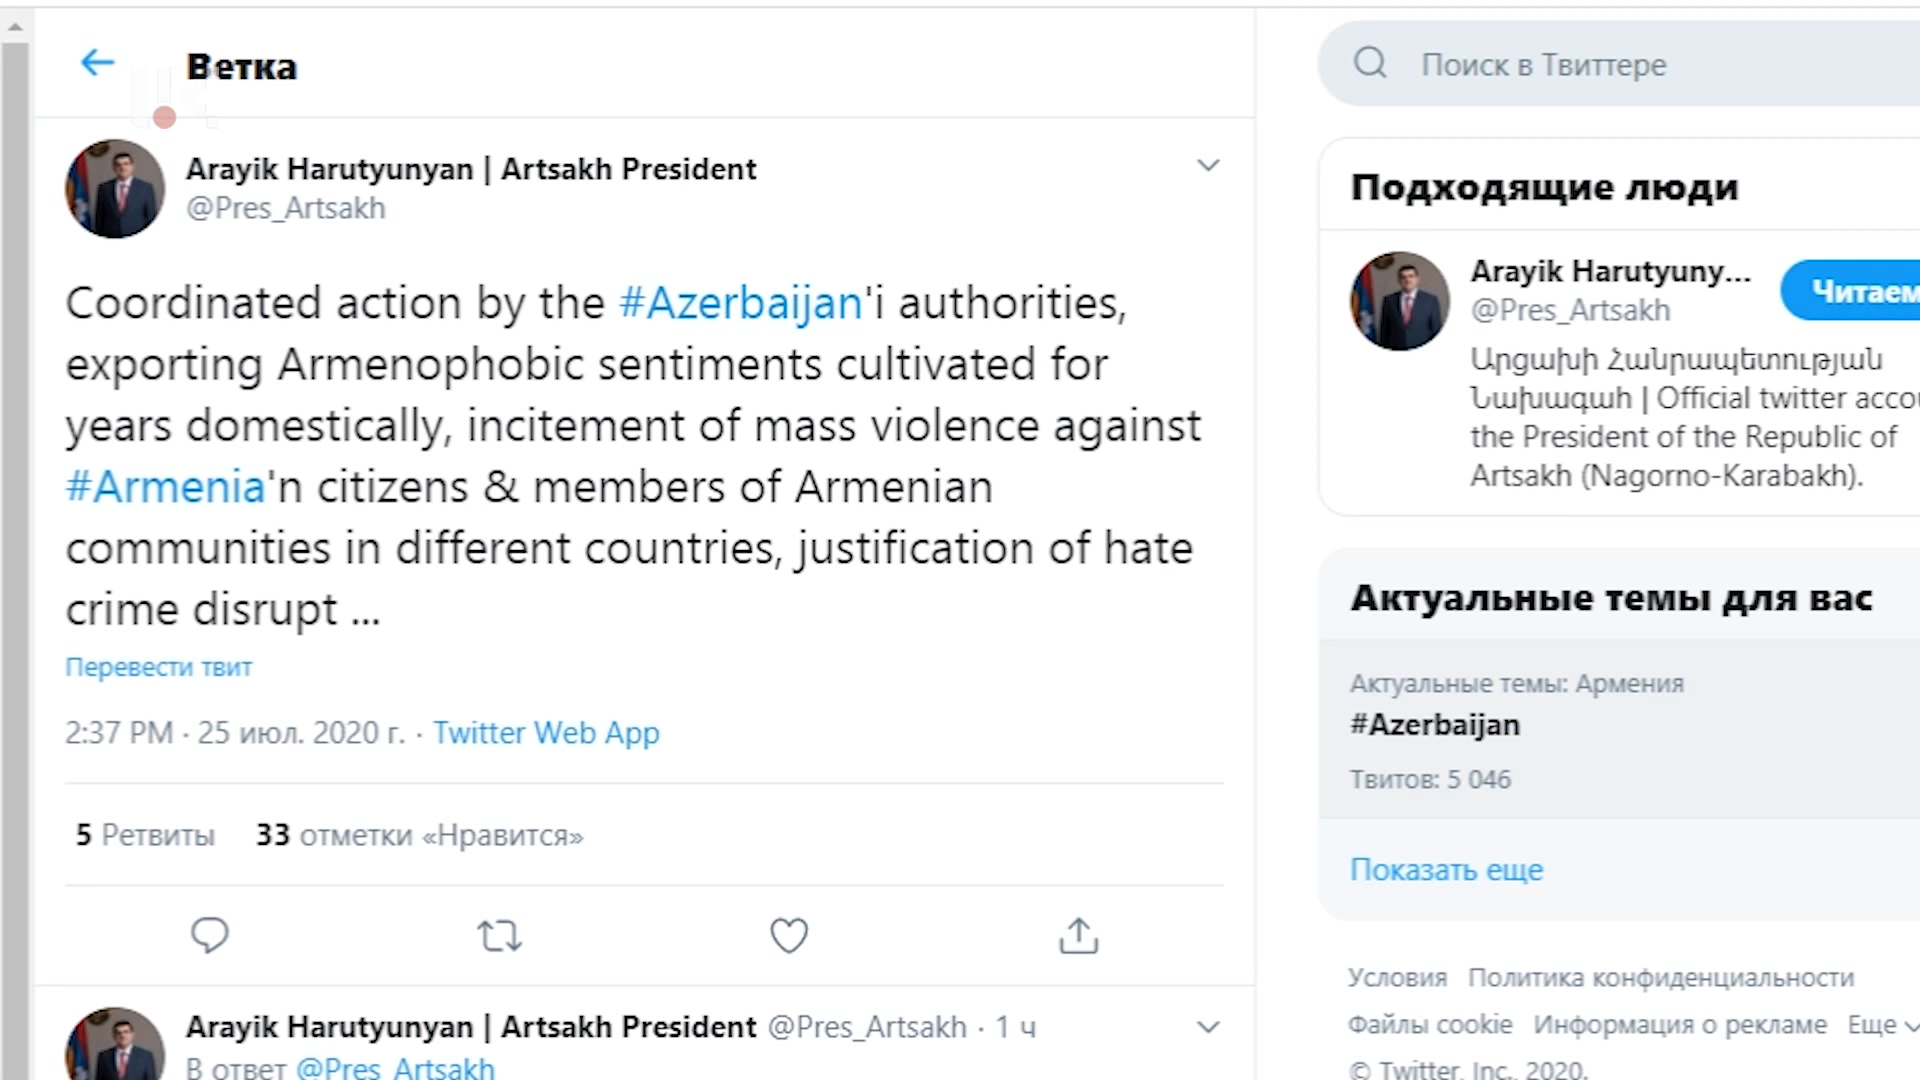 Ветка
Arayik Harutyunyan | Artsakh President
@Pres_Artsakh
Coordinated action by the #Azerbaijan'i authorities,
exporting Armenophobic sentiments cultivated for
years domestically, incitement of mass violence against
#Armenia'n citizens & members of Armenian
communities in different countries, justification of hate
crime disrupt ...
Перевести твит
2:37 PM · 25 июл. 2020 г. · Twitter Web App
5 Ретвиты 33 отметки «Нравится»
Arayik Harutyunyan | Artsakh President @Pres_Artsakh · 1 ч
В ответ @Pres_Artsakh
Поиск в Твиттере
Подходящие люди
Arayik Harutyuny...
@Pres_Artsakh
Читаем
Արցախի Հանրապետության
Նախագահ | Official twitter accou
the President of the Republic of
Artsakh (Nagorno-Karabakh).
Актуальные темы для вас
Актуальные темы: Армения
#Azerbaijan
Твитов: 5 046
Показать еще
Условия Политика конфиденциальности
Файлы cookie Информация о рекламе Еще
© Twitter, Inc., 2020.